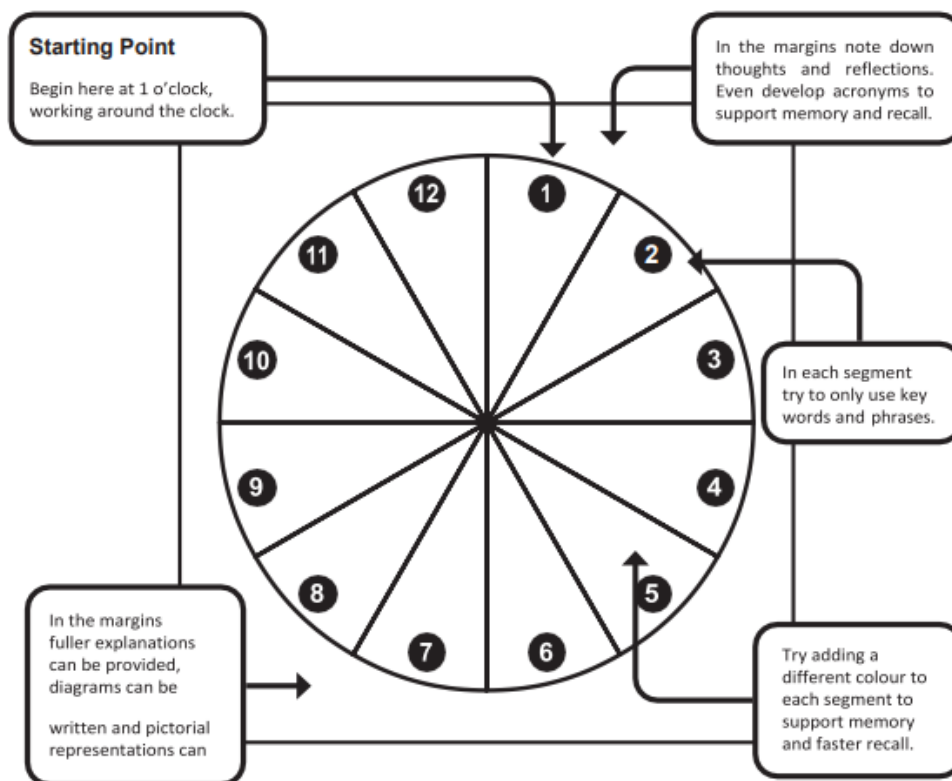 Starting Point
Begin here at 1 o’clock,
working around the clock.
In the margins note down
thoughts and reflections.
Even develop acronyms to
support memory and recall.
12
1
11
2
10
3
In each segment
try to only use key
words and phrases.
9
4
8
5
7
6
In the margins
fuller explanations
can be provided,
diagrams can be
written and pictorial
representations can
Try adding a
different colour to
each segment to
support memory
and faster recall.